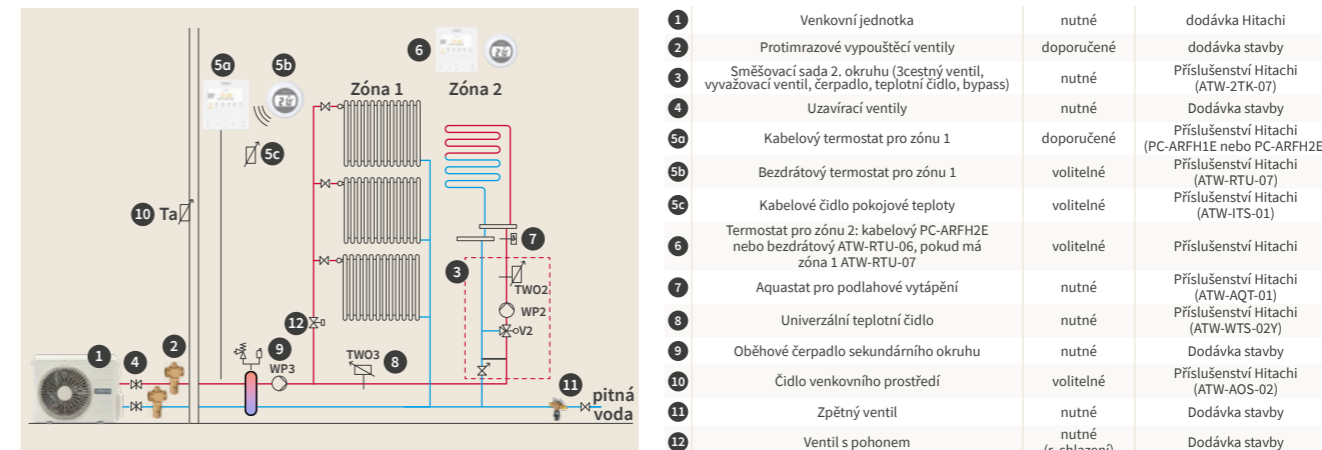 5a
5b
6
Zóna 1
Zóna 2
5c
10 Ta
7
3
TWO2
WP2
V2
12
1
4
2
9
WP3
TWO3
8
11
pitná
voda
1 Venkovní jednotka nutné dodávka Hitachi
2 Protimrazové vypouštěcí ventily doporučené dodávka stavby
3 Směšovací sada 2. okruhu (3cestný ventil, vyvažovací ventil, čerpadlo, teplotní čidlo, bypass) nutné Příslušenství Hitachi (ATW-2TK-07)
4 Uzavírací ventily nutné Dodávka stavby
5a Kabelový termostat pro zónu 1 doporučené Příslušenství Hitachi (PC-ARFH1E nebo PC-ARFH2E
5b Bezdrátový termostat pro zónu 1 volitelné Příslušenství Hitachi (ATW-RTU-07)
5c Kabelové čidlo pokojové teploty volitelné Příslušenství Hitachi (ATW-ITS-01)
6 Termostat pro zónu 2: kabelový PC-ARFH2E nebo bezdrátový ATW-RTU-06, pokud má zóna 1 ATW-RTU-07 volitelné Příslušenství Hitachi
7 Aquastat pro podlahové vytápění nutné Příslušenství Hitachi (ATW-AQT-01)
8 Univerzální teplotní čidlo nutné Příslušenství Hitachi (ATW-WTS-02Y)
9 Oběhové čerpadlo sekundárního okruhu nutné Dodávka stavby
10 Čidlo venkovního prostředí volitelné Příslušenství Hitachi (ATW-AOS-02)
11 Zpětný ventil nutné Dodávka stavby
12 Ventil s pohonem nutné Dodávka stavby